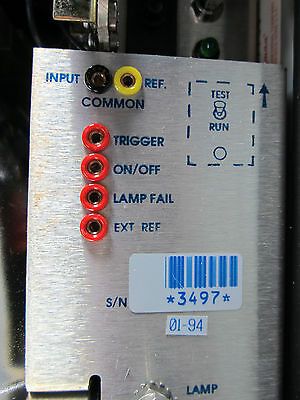 INPUT REF.
COMMON
TEST
RUN
TRIGGER
ON/OFF
LAMP FAIL
EXT REF
S/N
*3497*
01-94
LAMP